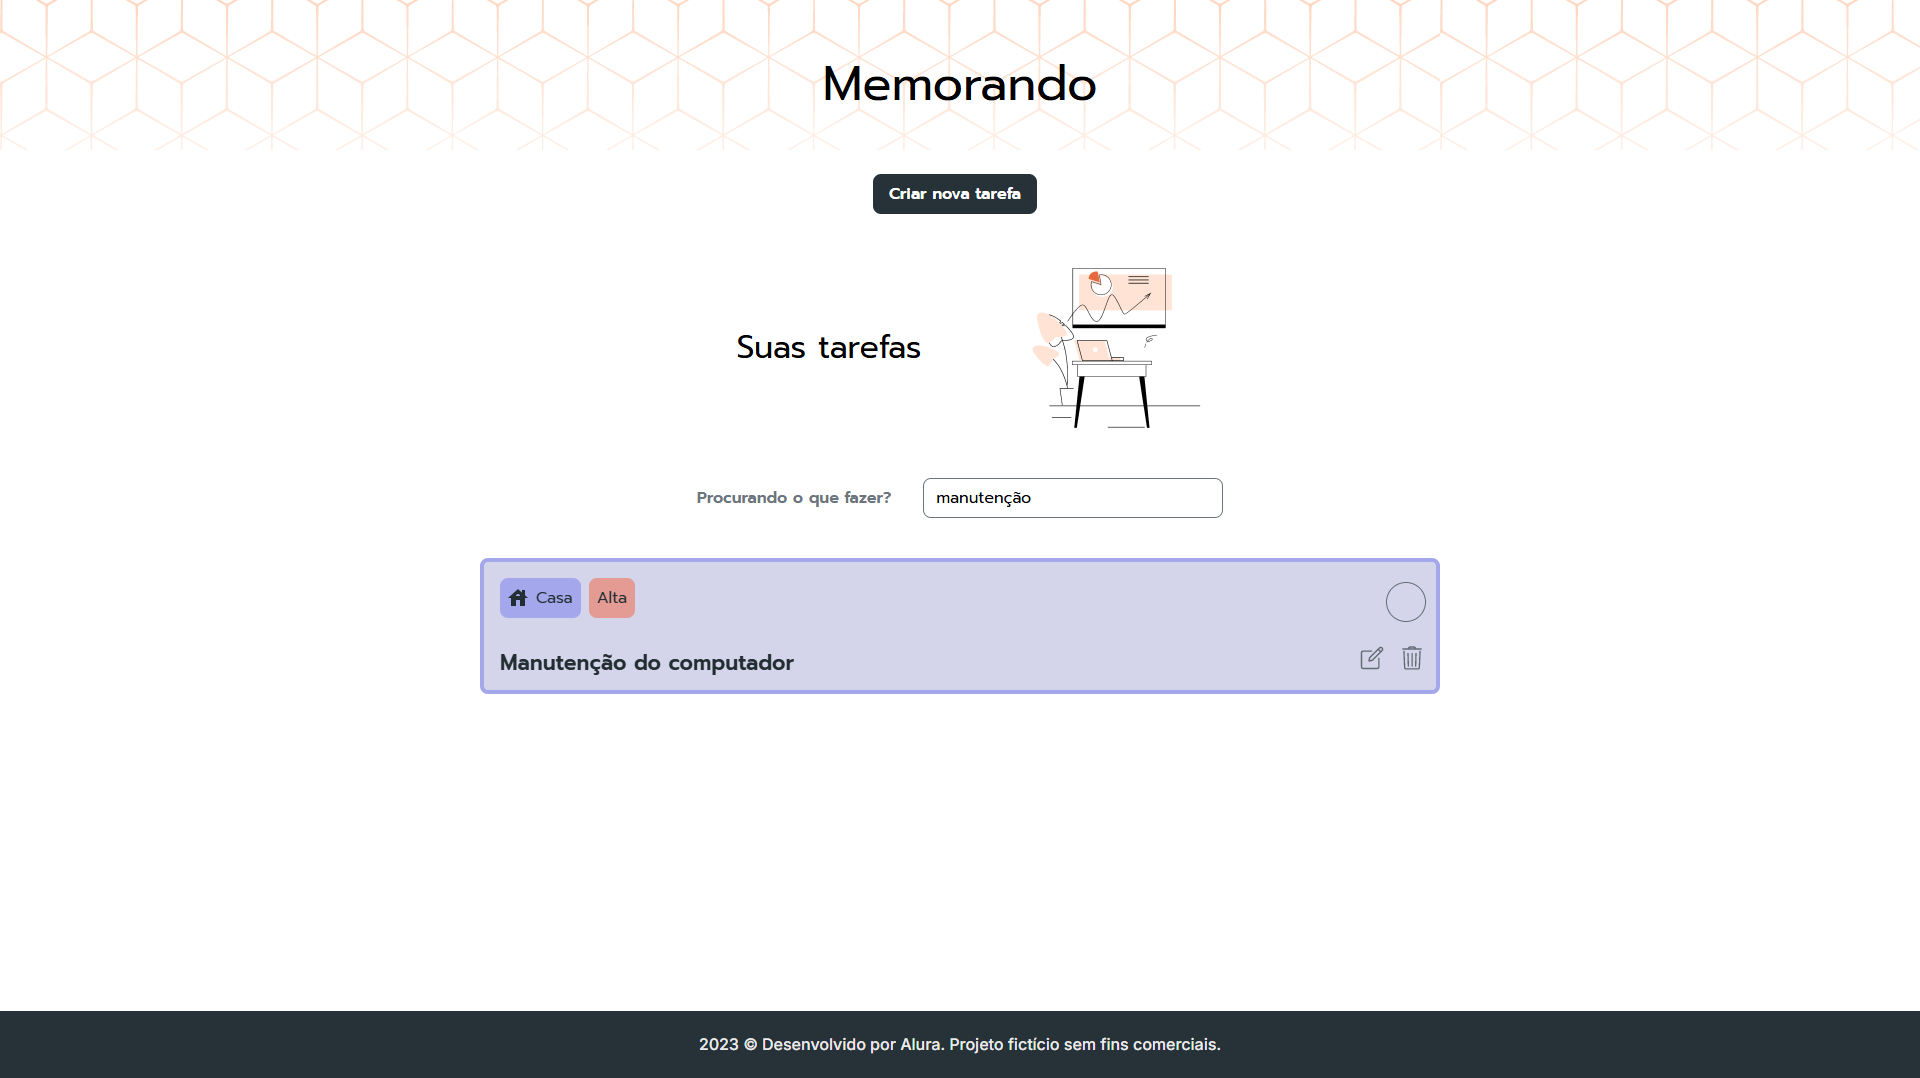 Memorando
Criar nova tarefa
Suas tarefas
Procurando o que fazer?
manutenção
Casa
Alta
Manutenção do computador
2023 © Desenvolvido por Alura. Projeto fictício sem fins comerciais.